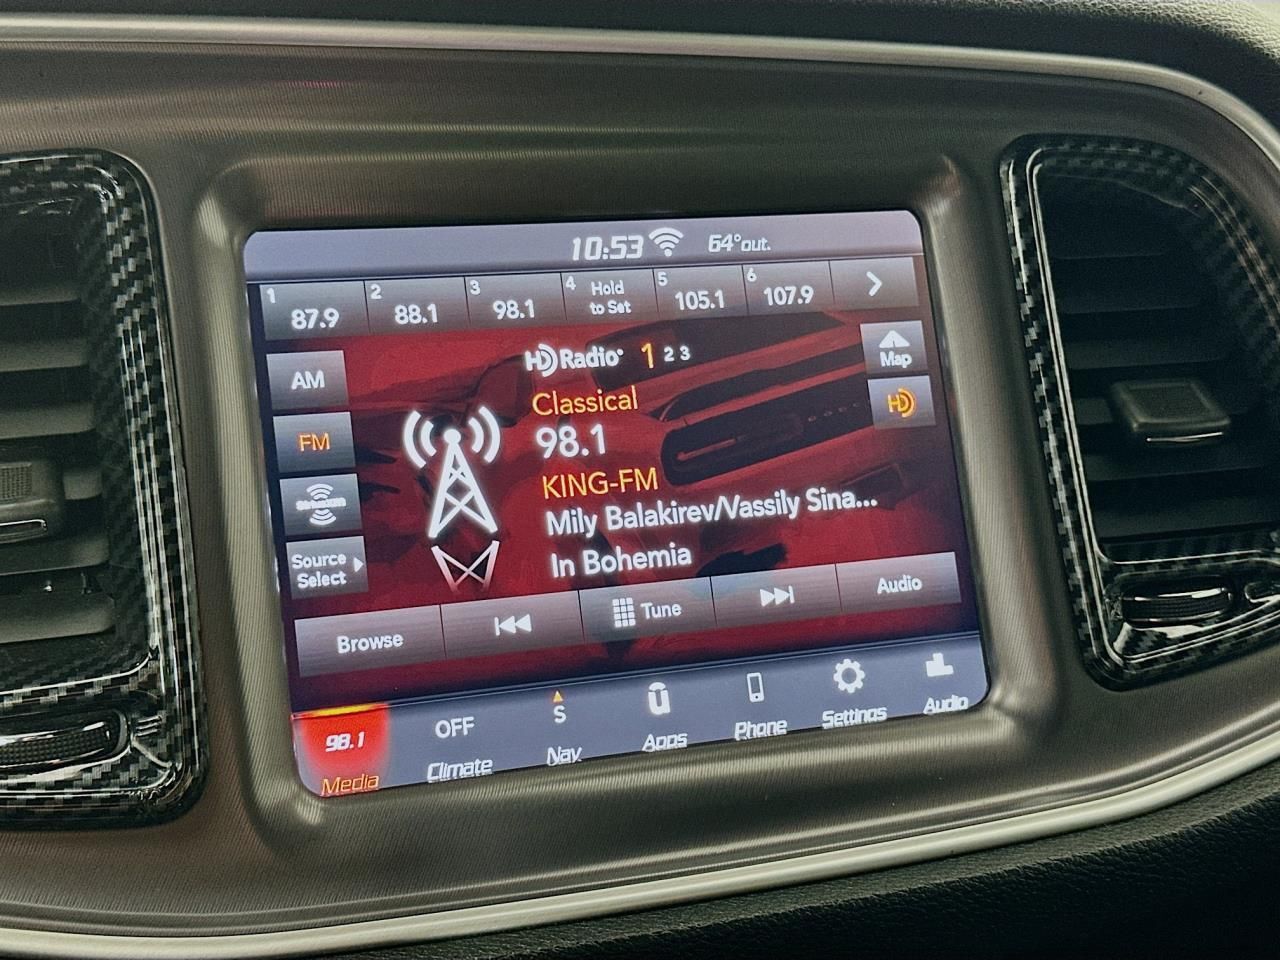 10:53 64°out.
1 87.9 2 88.1 3 98.1 4 Hold to Set 5 105.1 6 107.9 >
HD Radio 1 2 3
Map
AM
Classical
HD
98.1
FM
KING-FM
SiriusXM
Mily Balakirev/Vassily Sina...
Source
Select
In Bohemia
Browse Tune Audio
98.1 OFF S
Media Climate Nav Apps Phone Settings Audio